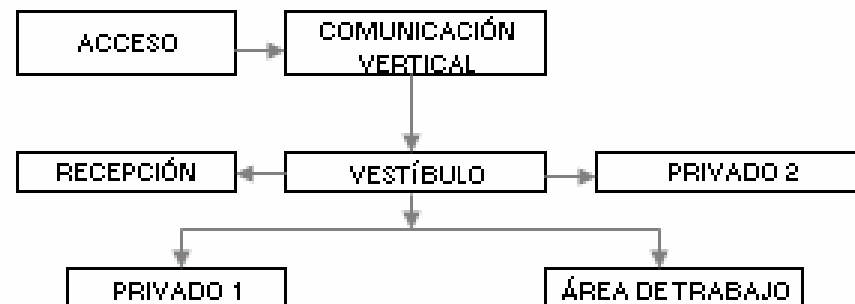 ACCESO
COMUNICACIÓN
VERTICAL
RECEPCIÓN
VESTÍBULO
PRIVADO 2
PRIVADO 1
ÁREA DE TRABAJO